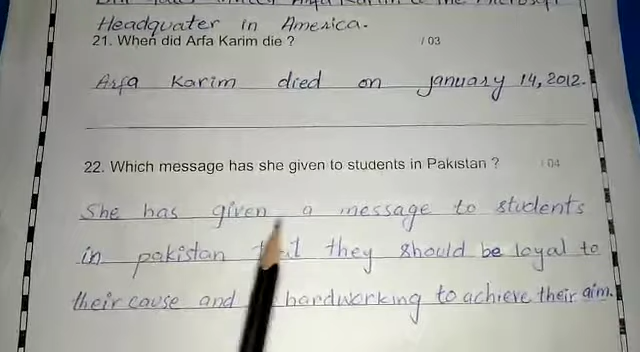 Headquater in America.
21. When did Arfa Karim die ? / 03
Arfa Karim died on january 14, 2012.
22. Which message has she given to students in Pakistan ? / 04
She has given a message to students
in pakistan they should be loyal to
their cause and hardworking to achieve their aim.